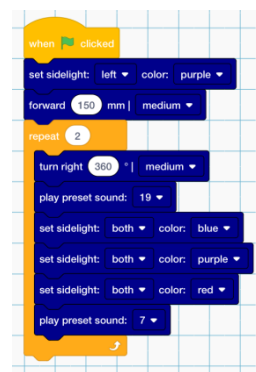 when clicked
set sidelight: left color: purple
forward 150 mm | medium
repeat 2
turn right 360 ° | medium
play preset sound: 19
set sidelight: both color: blue
set sidelight: both color: purple
set sidelight: both color: red
play preset sound: 7